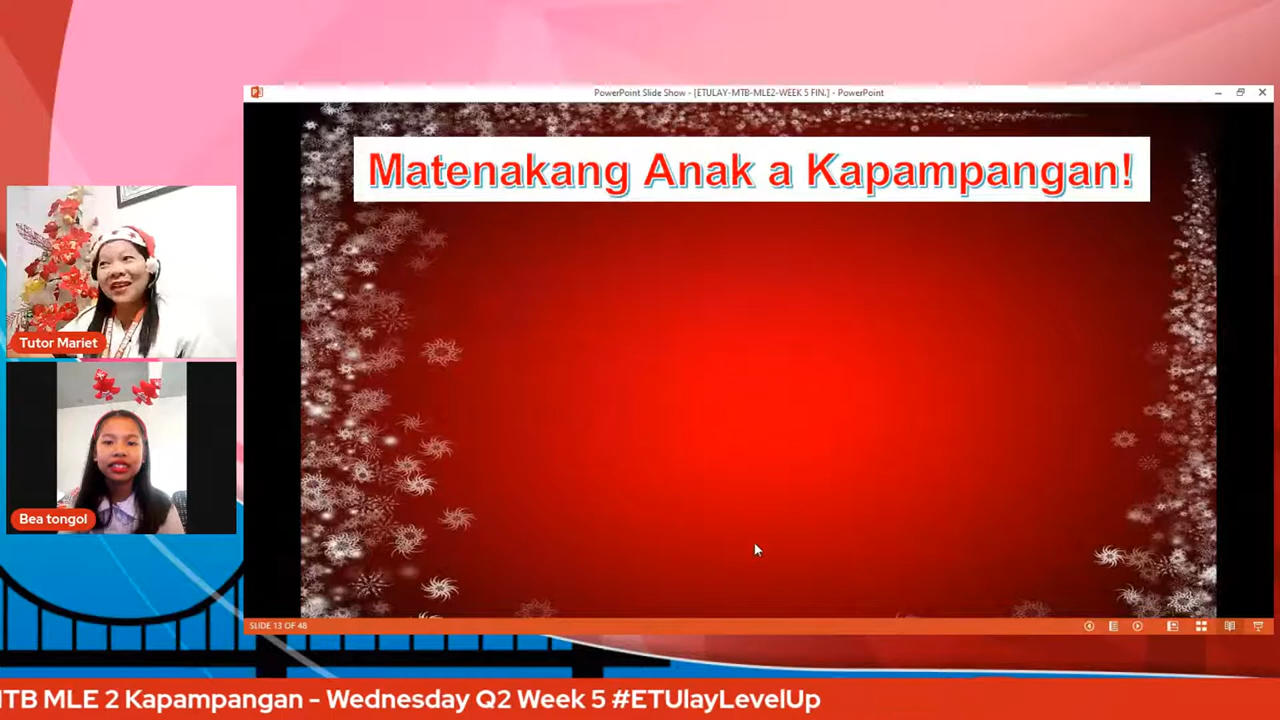 PowerPoint Slide Show - [ETULAY-MTB-MLE2-WEEK 5 FIN.] - PowerPoint
Matenakang Anak a Kapampangan!
Tutor Mariet
Bea tongol
SLIDE 13 OF 48
MTB MLE 2 Kapampangan - Wednesday Q2 Week 5 #ETUlayLevelUp